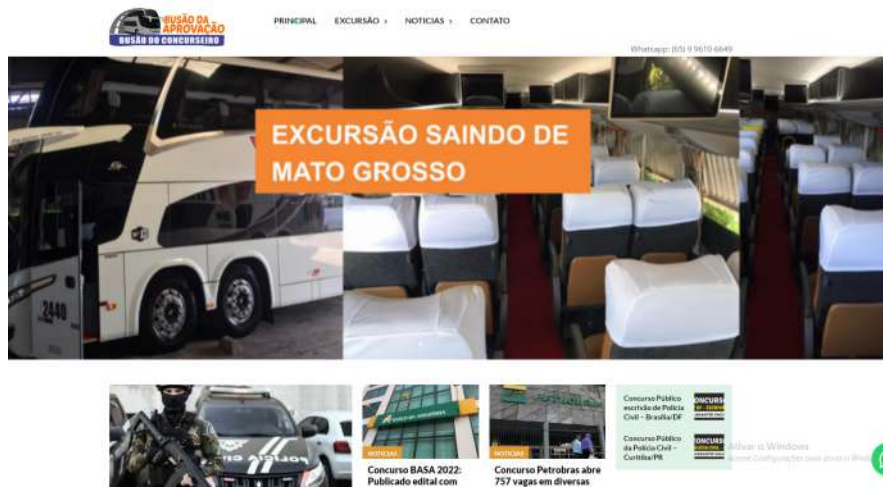 BUSÃO DA
APROVAÇÃO
BUSÃO DO CONCURSEIRO
PRINCIPAL
EXCURSÃO
NOTICIAS
CONTATO
Whatsapp: (65) 9 9610-6649
EXCURSÃO SAINDO DE
MATO GROSSO
2440
POLÍCIA CIVIL
NOTICIAS
Concurso BASA 2022:
Publicado edital com
NOTICIAS
Concurso Petrobras abre
757 vagas em diversas
Concurso Público
escrivão de Polícia
Civil – Brasília/DF
Concurso Público
da Polícia Civil –
Curitiba/PR
Ativar o Windows